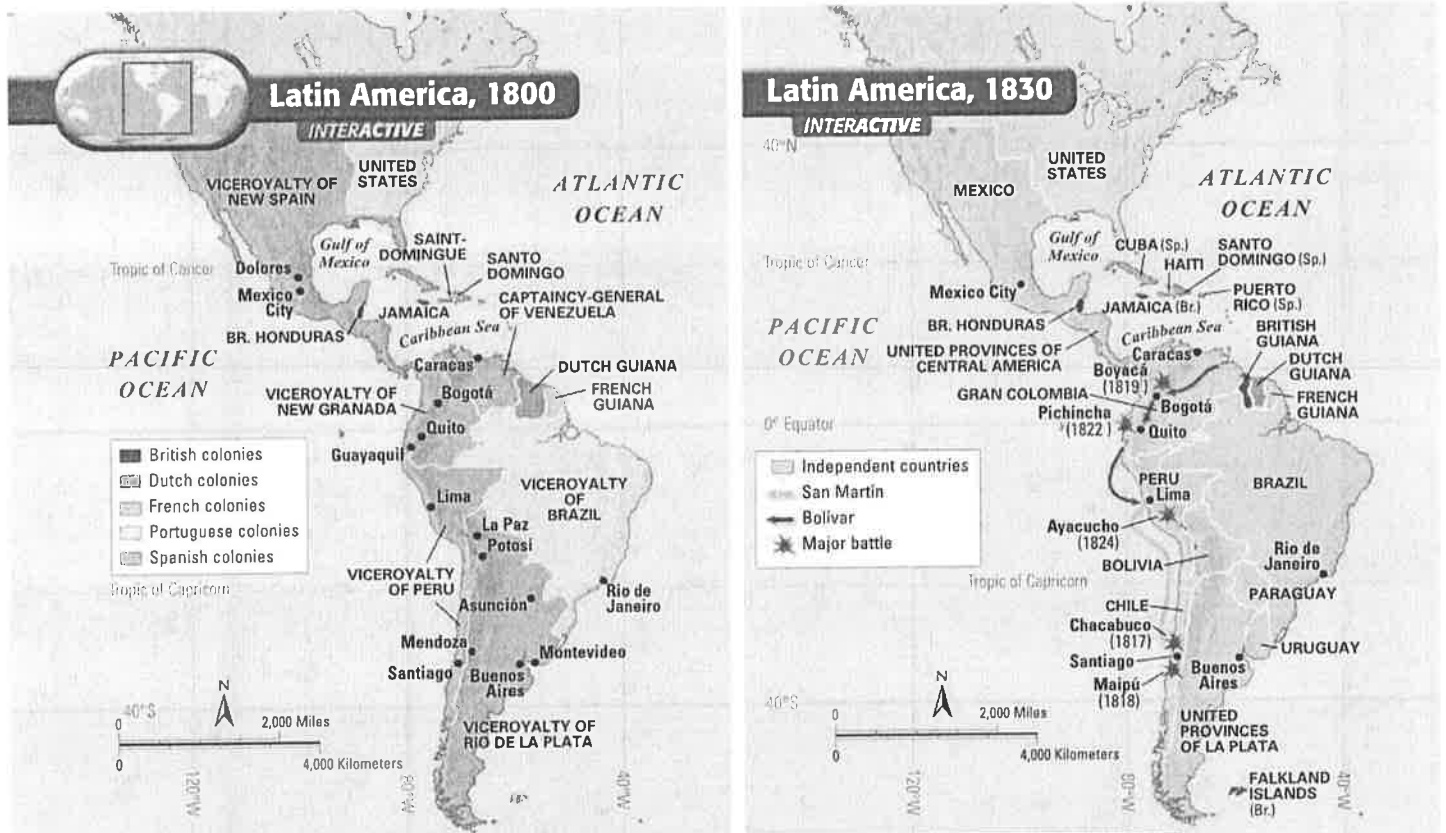 Latin America, 1800
INTERACTIVE
UNITED
STATES
VICEROYALTY OF
NEW SPAIN
ATLANTIC
OCEAN
Gulf of
Mexico
SAINT-
DOMINGUE
SANTO
DOMINGO
Tropic of Cancer
Dolores
Mexico
City
CAPTAINCY-GENERAL
OF VENEZUELA
JAMAICA
BR. HONDURAS
Caribbean Sea
PACIFIC
OCEAN
Caracas
DUTCH GUIANA
FRENCH
GUIANA
VICEROYALTY OF
NEW GRANADA
Bogotá
Quito
Guayaquil
British colonies
Dutch colonies
French colonies
Portuguese colonies
Spanish colonies
VICEROYALTY
OF
BRAZIL
Lima
La Paz
Potosí
VICEROYALTY
OF PERU
Tropic of Capricorn
Asunción
Rio de
Janeiro
Mendoza
Montevideo
Santiago
Buenos
Aires
N
40°S
0
2,000 Miles
0
4,000 Kilometers
VICEROYALTY OF
RIO DE LA PLATA
120°W
80°W
40°W
Latin America, 1830
INTERACTIVE
40°N
UNITED
STATES
MEXICO
ATLANTIC
OCEAN
Gulf of
Mexico
CUBA (Sp.)
SANTO
DOMINGO (Sp.)
HAITI
Tropic of Cancer
Mexico City
PUERTO
RICO (Sp.)
JAMAICA (Br.)
BR. HONDURAS
Caribbean Sea
PACIFIC
OCEAN
UNITED PROVINCES OF
CENTRAL AMERICA
BRITISH
GUIANA
Caracas
Boyacá
(1819)
DUTCH
GUIANA
GRAN COLOMBIA
Bogotá
FRENCH
GUIANA
Pichincha
(1822)
0° Equator
Quito
Independent countries
San Martín
Bolívar
Major battle
PERU
Lima
BRAZIL
Ayacucho
(1824)
BOLIVIA
Rio de
Janeiro
Tropic of Capricorn
PARAGUAY
CHILE
Chacabuco
(1817)
Santiago
URUGUAY
Buenos
Aires
Maipú
(1818)
N
40°S
0
2,000 Miles
0
4,000 Kilometers
UNITED
PROVINCES
OF LA PLATA
FALKLAND
ISLANDS
(Br.)
120°W
80°W
40°W